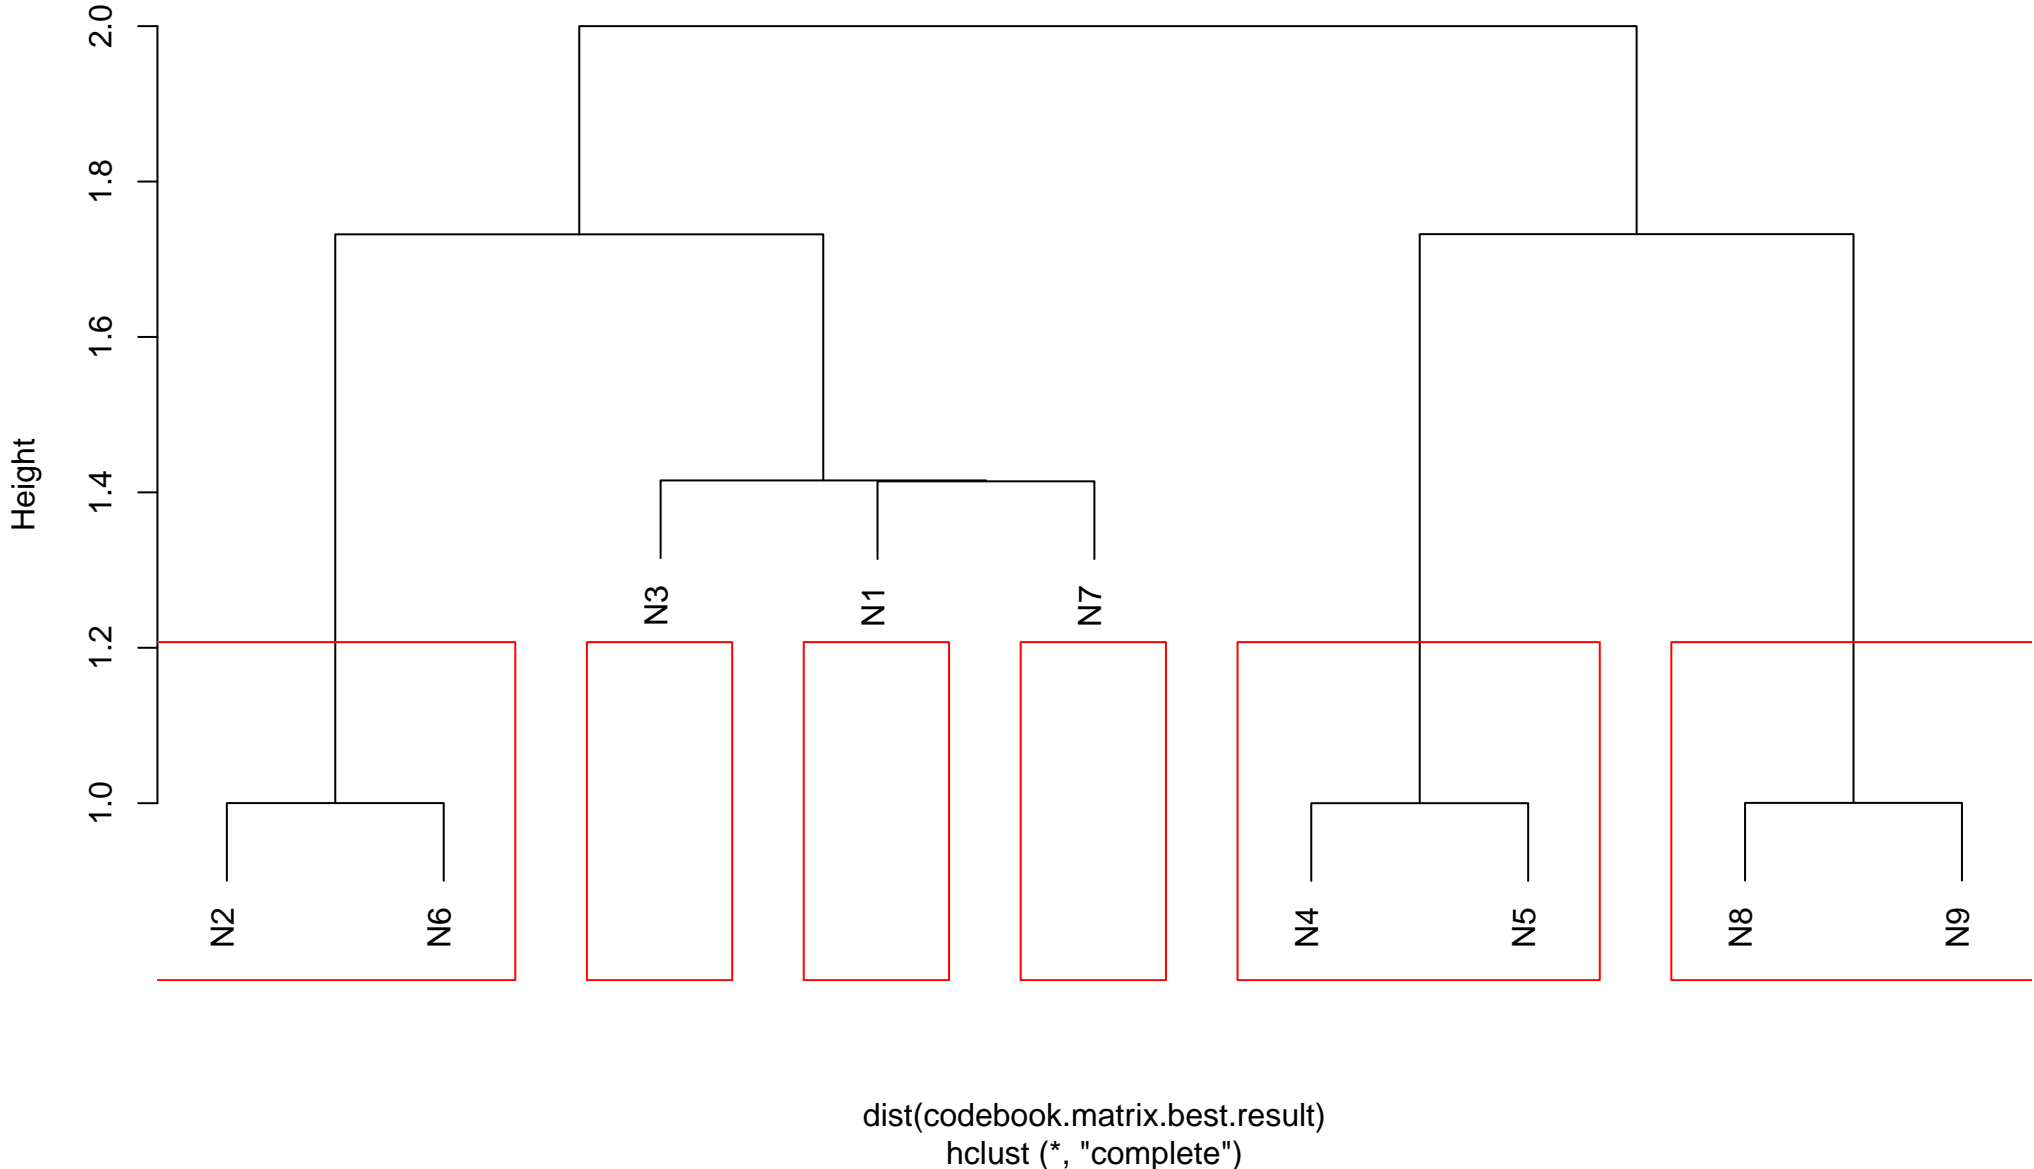 2.0
1.8
1.6
1.4
1.2
1.0
Height
N3
N1
N7
N2
N6
N4
N5
N8
N9
dist(codebook.matrix.best.result)
hclust (*, "complete")